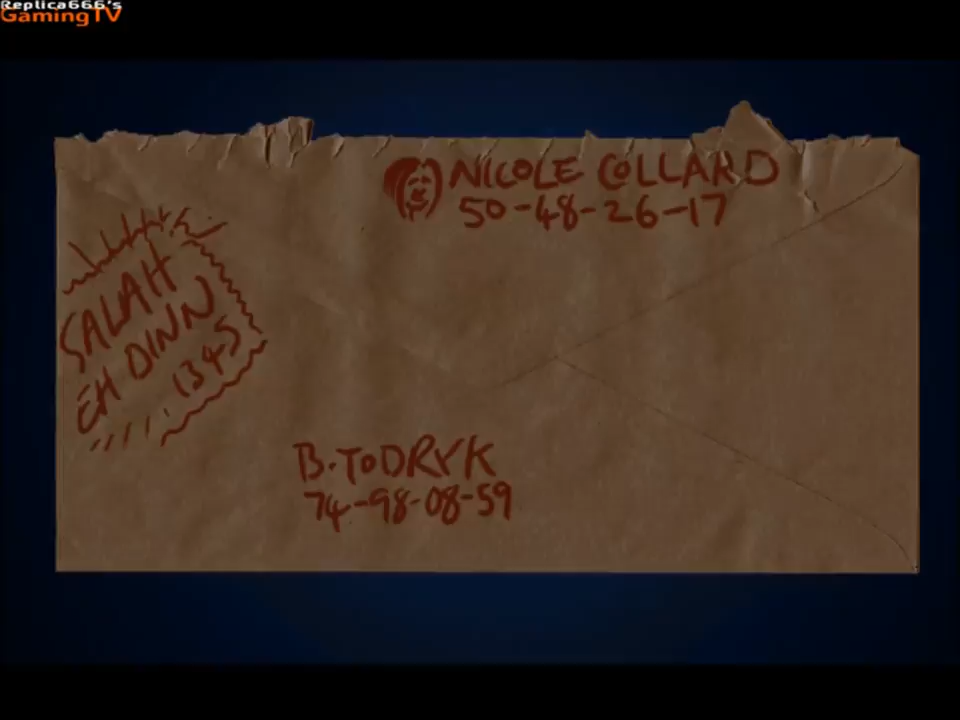 Replica666's
GamingTV
NICOLE COLLARD
50-48-26-17
SALAH
EH DINN
1345
B. TODRYK
74-98-08-59